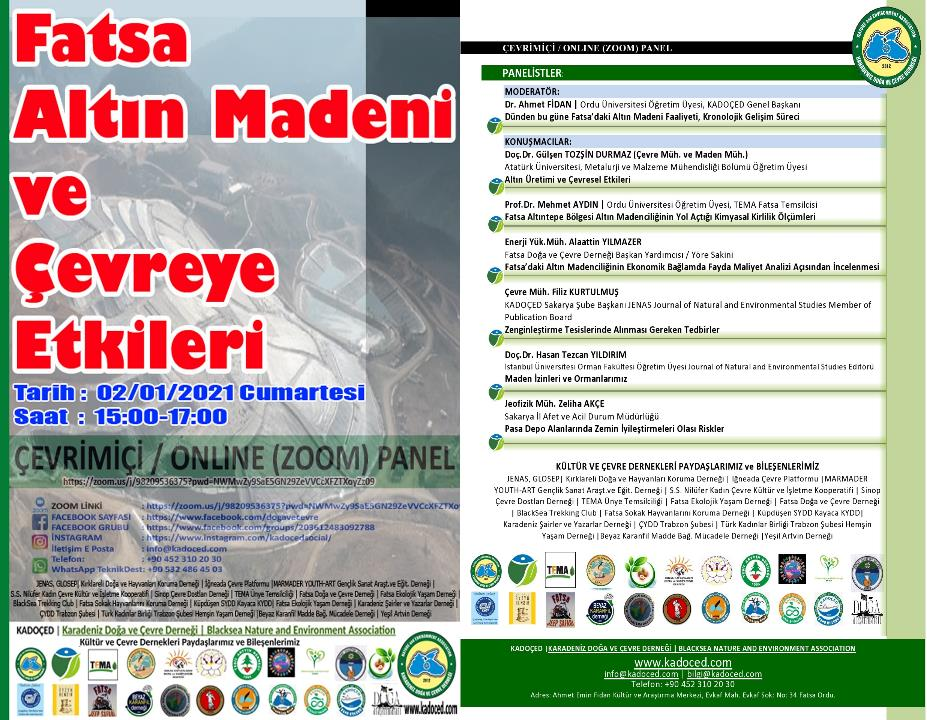 Fatsa
Altın Madeni
ve
Çevreye
Etkileri
Tarih : 02/01/2021 Cumartesi
Saat : 15:00-17:00
ÇEVRİMİÇİ / ONLINE (ZOOM) PANEL
https://zoom.us/j/98209536375?pwd=NWMwZy9SaE5GN29ZeVVCcXFZTXoyZz09
ZOOM LİNKİ : https://zoom.us/j/98209536375?pwd=NWMwZy9SaE5GN29ZeVVCcXFZTXo
FACEBOOK SAYFASI : https://www.facebook.com/dogavecevre
FACEBOOK GRUBU : https://www.facebook.com/groups/209612483092788
INSTAGRAM : https://www.instagram.com/kadocedsocial/
İletişim E Posta : info@kadoced.com
Telefon: : +90 452 310 20 30
WhatsApp TeknikDest: +90 532 486 45 03
JENAS, GLOSEP| Kırklareli Doğa ve Hayvanları Koruma Derneği | İğneada Çevre Platformu |MARMADER YOUTH-ART Gençlik Sanat Araşt.ve Eğit. Derneği |
S.S. Nilüfer Kadın Çevre Kültür ve İşletme Kooperatifi | Sinop Çevre Dostları Derneği | TEMA Ünye Temsilciliği | Fatsa Doğa ve Çevre Derneği | Fatsa Ekolojik Yaşam Derneği |
BlackSea Trekking Club | Fatsa Sokak Hayvanlarını Koruma Derneği | Küpdüşen SYDD Kayaca KYDD| Fatsa Ekolojik Yaşam Derneği | Karadeniz Şairler ve Yazarlar Derneği |
ÇYDD Trabzon Şubesi | Türk Kadınlar Birliği Trabzon Şubesi Hemşin Yaşam Derneği |Beyaz Karanfil Madde Bağ. Mücadele Derneği |Yeşil Artvin Derneği
KADOÇED | Karadeniz Doğa ve Çevre Derneği | Blacksea Nature and Environment Association
Kültür ve Çevre Dernekleri Paydaşlarımız ve Bileşenlerimiz
www.kadoced.com
ÇEVRİMİÇİ / ONLINE (ZOOM) PANEL
PANELİSTLER:
MODERATÖR:
Dr. Ahmet FİDAN | Ordu Üniversitesi Öğretim Üyesi, KADOÇED Genel Başkanı
Dünden bu güne Fatsa'daki Altın Madeni Faaliyeti, Kronolojik Gelişim Süreci
KONUŞMACILAR:
Doç.Dr. Gülşen TOZŞİN DURMAZ (Çevre Müh. ve Maden Müh.)
Atatürk Üniversitesi, Metalurji ve Malzeme Mühendisliği Bölümü Öğretim Üyesi
Altın Üretimi ve Çevresel Etkileri
Prof.Dr. Mehmet AYDIN | Ordu Üniversitesi Öğretim Üyesi, TEMA Fatsa Temsilcisi
Fatsa Altıntepe Bölgesi Altın Madenciliğinin Yol Açtığı Kimyasal Kirlilik Ölçümleri
Enerji Yük.Müh. Alaattin YILMAZER
Fatsa Doğa ve Çevre Derneği Başkan Yardımcısı / Yöre Sakini
Fatsa'daki Altın Madenciliğinin Ekonomik Bağlamda Fayda Maliyet Analizi Açısından İncelenmesi
Çevre Müh. Filiz KURTULMUŞ
KADOÇED Sakarya Şube Başkanı JENAS Journal of Natural and Environmental Studies Member of
Publication Board
Zenginleştirme Tesislerinde Alınması Gereken Tedbirler
Doç.Dr. Hasan Tezcan YILDIRIM
İstanbul Üniversitesi Orman Fakültesi Öğretim Üyesi Journal of Natural and Environmental Studies Editörü
Maden İzinleri ve Ormanlarımız
Jeofizik Müh. Zeliha AKÇE
Sakarya İl Afet ve Acil Durum Müdürlüğü
Pasa Depo Alanlarında Zemin İyileştirmeleri Olası Riskler
KÜLTÜR VE ÇEVRE DERNEKLERİ PAYDAŞLARIMIZ ve BİLEŞENLERİMİZ
JENAS, GLOSEP| Kırklareli Doğa ve Hayvanları Koruma Derneği | İğneada Çevre Platformu |MARMADER
YOUTH-ART Gençlik Sanat Araşt.ve Eğit. Derneği | S.S. Nilüfer Kadın Çevre Kültür ve İşletme Kooperatifi | Sinop
Çevre Dostları Derneği | TEMA Ünye Temsilciliği | Fatsa Ekolojik Yaşam Derneği | Fatsa Doğa ve Çevre Derneği
| BlackSea Trekking Club | Fatsa Sokak Hayvanlarını Koruma Derneği | Küpdüşen SYDD Kayaca KYDD|
Karadeniz Şairler ve Yazarlar Derneği | ÇYDD Trabzon Şubesi | Türk Kadınlar Birliği Trabzon Şubesi Hemşin
Yaşam Derneği |Beyaz Karanfil Madde Bağ. Mücadele Derneği |Yeşil Artvin Derneği
KADOÇED |KARADENİZ DOĞA VE ÇEVRE DERNEĞİ | BLACKSEA NATURE AND ENVIRONMENT ASSOCIATION
www.kadoced.com
info@kadoced.com | bilgi@kadoced.com
Telefon: +90 452 310 20 30
Adres: Ahmet Emin Fidan Kültür ve Araştırma Merkezi, Evkaf Mah. Evkaf Sok: No: 34 Fatsa Ordu.